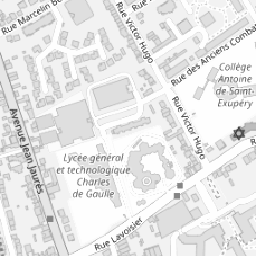 Rue Marcelin
Rue Victor Hugo
Rue des Anciens Combat
Collège
Antoine
de Saint-
Exupéry
Avenue Jean Jaurès
Rue Victor Hugo
Lycée général
et technologique
Charles
de Gaulle
Rue Lavoisier